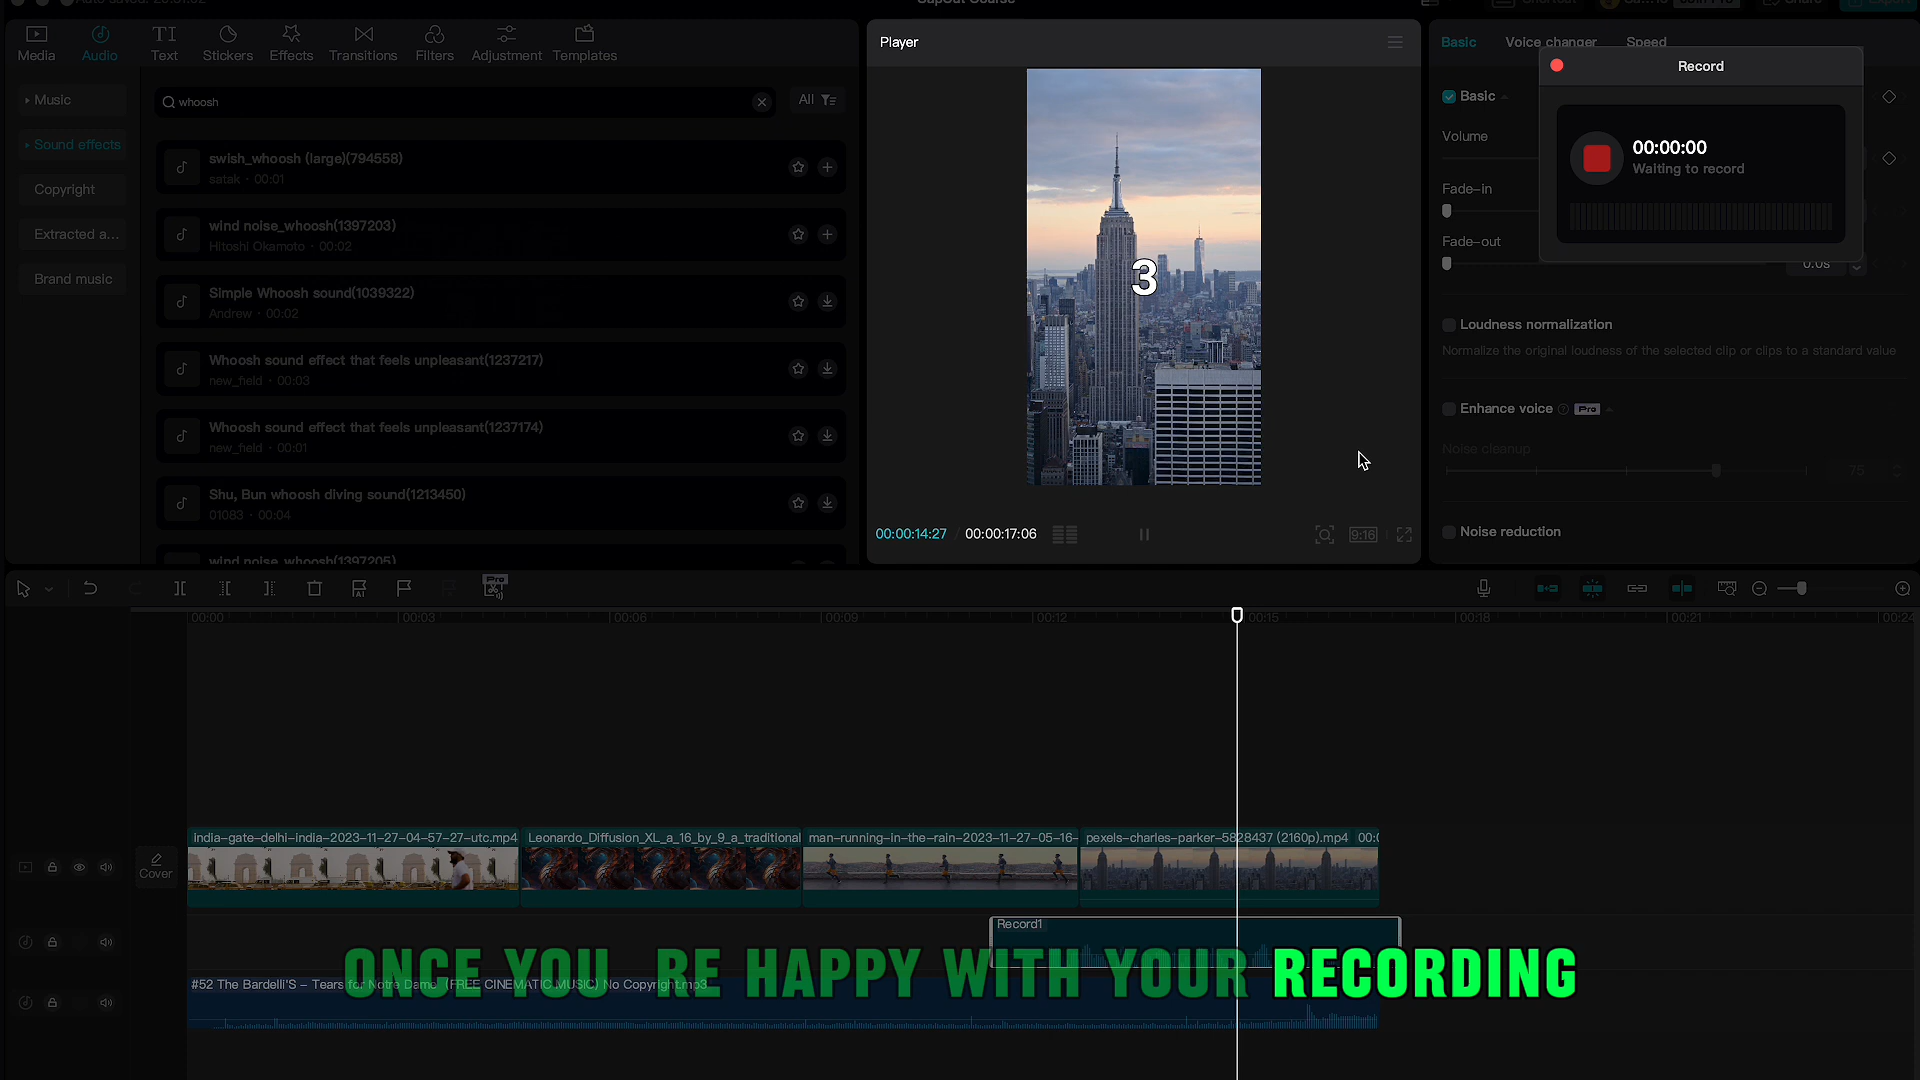 CapCut Course
Shortcut
Share
Media
Audio
Text
Stickers
Effects
Transitions
Filters
Adjustment
Templates
Music
Sound effects
Copyright
Extracted a...
Brand music
whoosh
All
swish_whoosh (large)(794558)
satak · 00:01
wind noise_whoosh(1397203)
Hitoshi Okamoto · 00:02
Simple Whoosh sound(1039322)
Andrew · 00:02
Whoosh sound effect that feels unpleasant(1237217)
new_field · 00:03
Whoosh sound effect that feels unpleasant(1237174)
new_field · 00:01
Shu, Bun whoosh diving sound(1213450)
01083 · 00:04
wind noise_whoosh(1397205)
Player
3
00:00:14:27 / 00:00:17:06
9:16
Basic
Voice changer
Speed
Basic
Volume
Fade-in
Fade-out
0.0s
Record
00:00:00
Waiting to record
Loudness normalization
Normalize the original loudness of the selected clip or clips to a standard value
Enhance voice
Pro
Noise cleanup
75
Noise reduction
AI
Pro
00:00
00:03
00:06
00:09
00:12
00:15
00:18
00:21
00:24
Cover
india-gate-delhi-india-2023-11-27-04-57-27-utc.mp4
Leonardo_Diffusion_XL_a_16_by_9_a_traditional
man-running-in-the-rain-2023-11-27-05-16-
pexels-charles-parker-5828437 (2160p).mp4
Record1
ONCE YOU RE HAPPY WITH YOUR RECORDING
#52 The Bardelli'S - Tears for Notre Dame (FREE CINEMATIC MUSIC) No Copyright.mp3